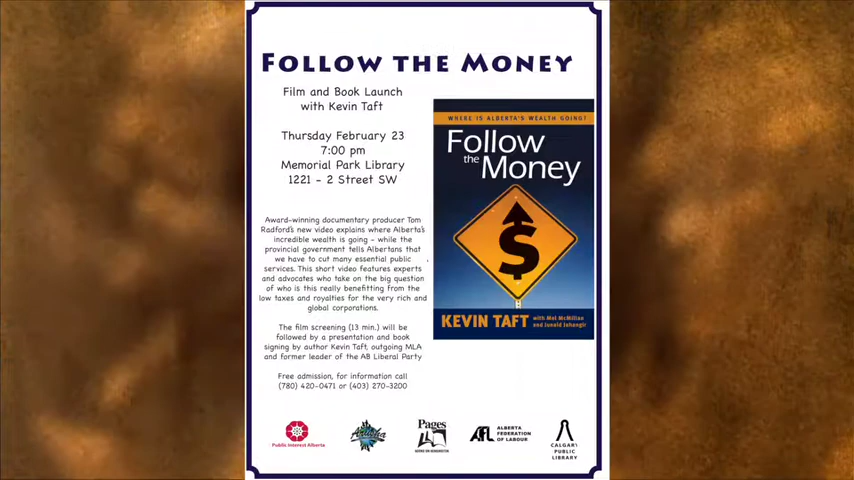 FOLLOW THE MONEY
Film and Book Launch
with Kevin Taft
Thursday February 23
7:00 pm
Memorial Park Library
1221 - 2 Street SW
Award-winning documentary producer Tom
Radford's new video explains where Alberta's
incredible wealth is going - while the
provincial government tells Albertans that
we have to cut many essential public
services. This short video features experts
and advocates who take on the big question
of who is this really benefitting from the
low taxes and royalties for the very rich and
global corporations.
The film screening (13 min.) will be
followed by a presentation and book
signing by author Kevin Taft, outgoing MLA
and former leader of the AB Liberal Party
Free admission, for information call
(780) 420-0471 or (403) 270-3200
WHERE IS ALBERTA'S WEALTH GOING?
Follow
the
Money
$
KEVIN TAFT
with Mel McMillan
and Junaid Jahangir
Public Interest Alberta
Pages
AFL
ALBERTA
FEDERATION
OF LABOUR
CALGARY
PUBLIC
LIBRARY